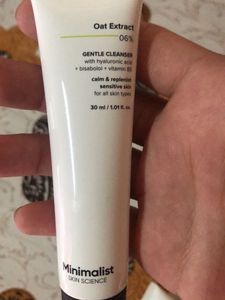 Oat Extract
06%
GENTLE CLEANSER
with hyaluronic acid
+ bisabolol + vitamin B5
calm & replenish
sensitive skin
for all skin types
30 ml / 1.01 fl. oz.
Minimalist
SKIN SCIENCE